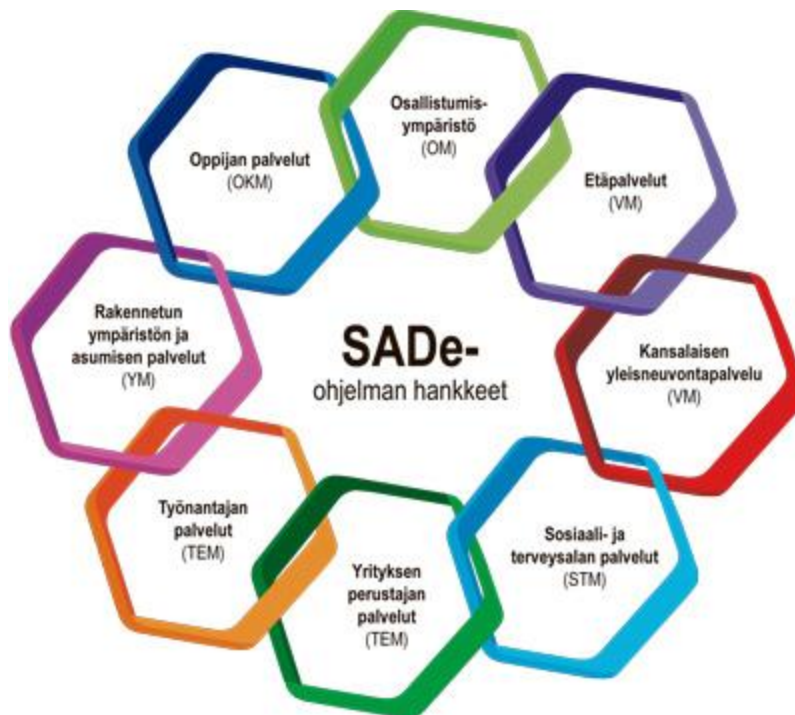 Osallistumis-
ympäristö
(OM)
Oppijan palvelut
(OKM)
Etäpalvelut
(VM)
Rakennetun
ympäristön ja
asumisen palvelut
(YM)
SADe-
ohjelman hankkeet
Kansalaisen
yleisneuvontapalvelu
(VM)
Työnantajan
palvelut
(TEM)
Yrityksen
perustajan
palvelut
(TEM)
Sosiaali- ja
terveysalan palvelut
(STM)